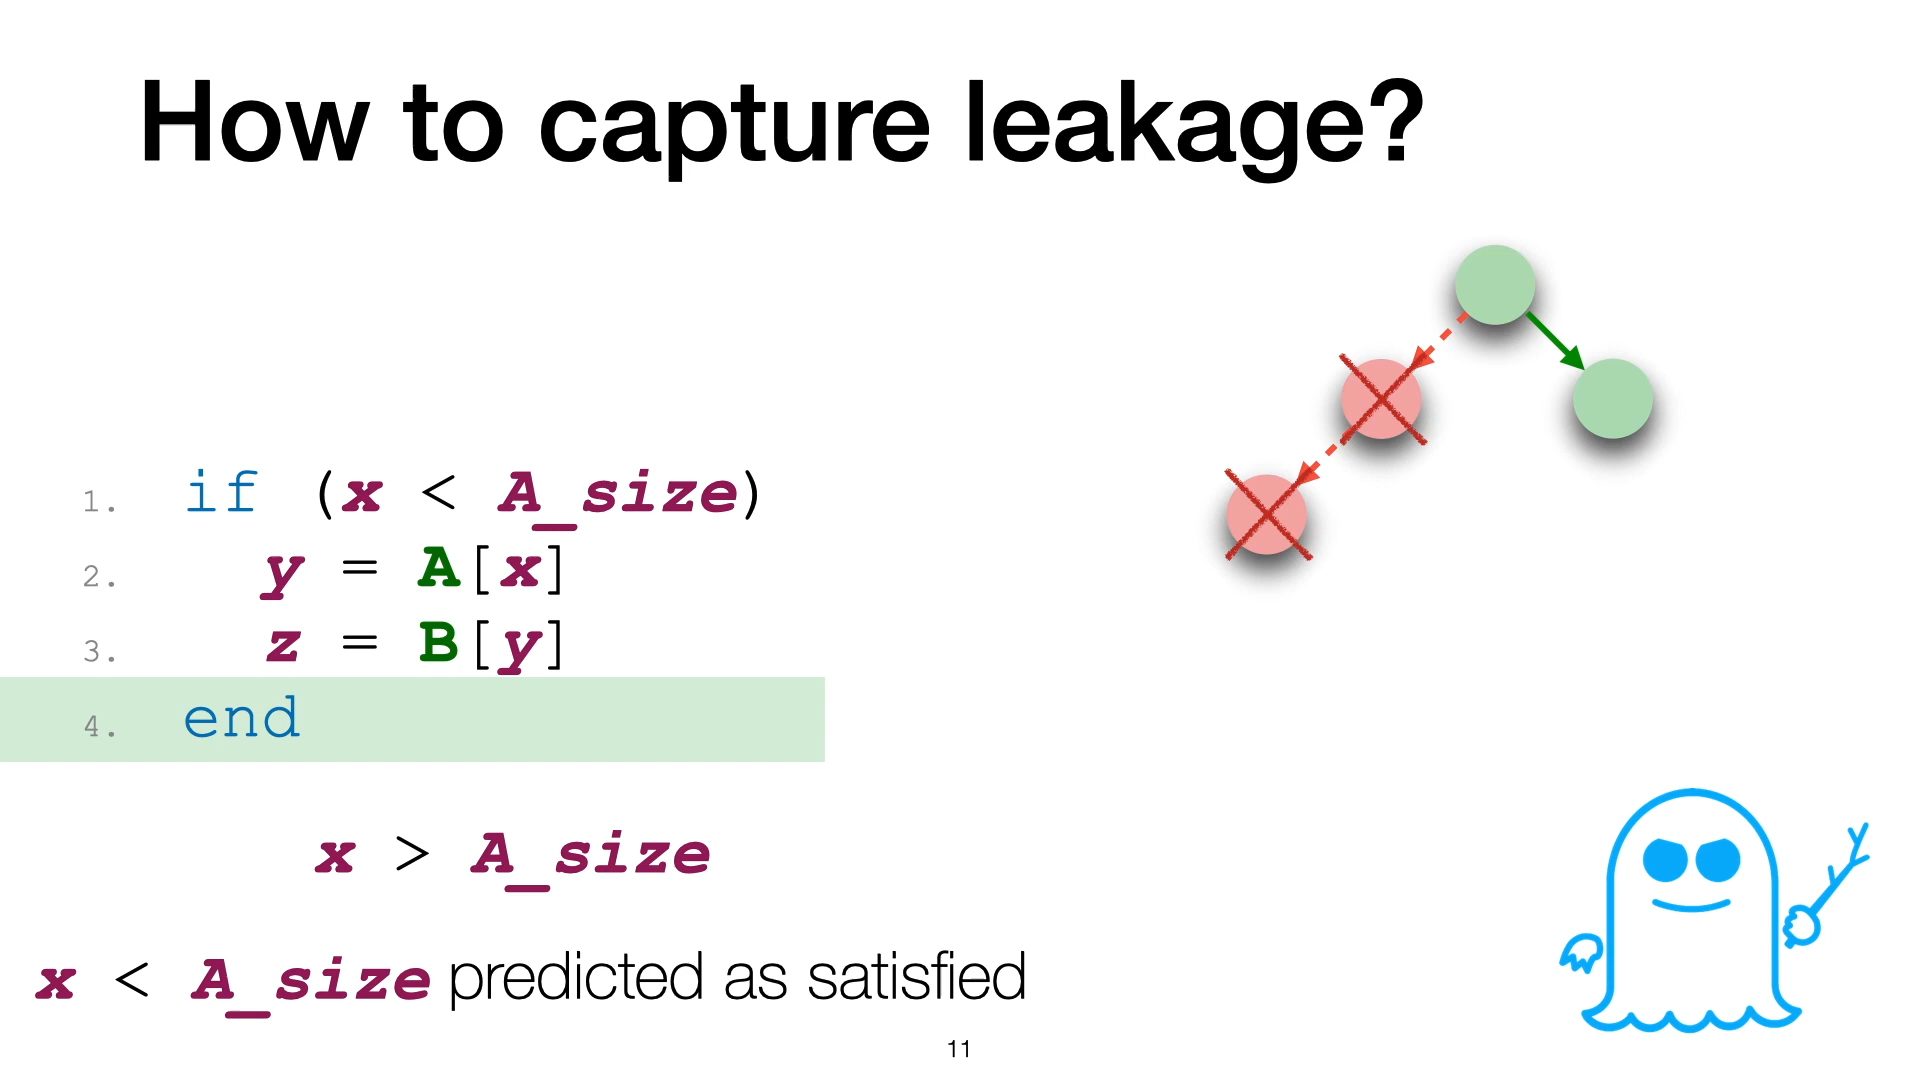 How to capture leakage?
1. if (x < A_size)
2. y = A[x]
3. z = B[y]
4. end
x > A_size
x < A_size predicted as satisfied
11